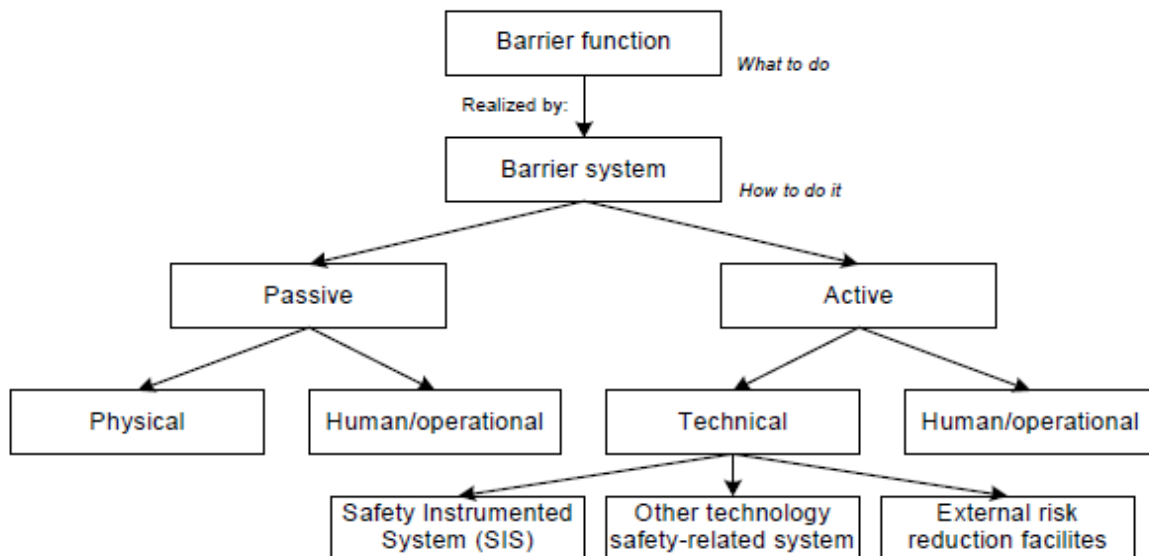 Barrier function
What to do
Realized by:
Barrier system
How to do it
Passive
Active
Physical
Human/operational
Technical
Human/operational
Safety Instrumented
System (SIS)
Other technology
safety-related system
External risk
reduction facilites